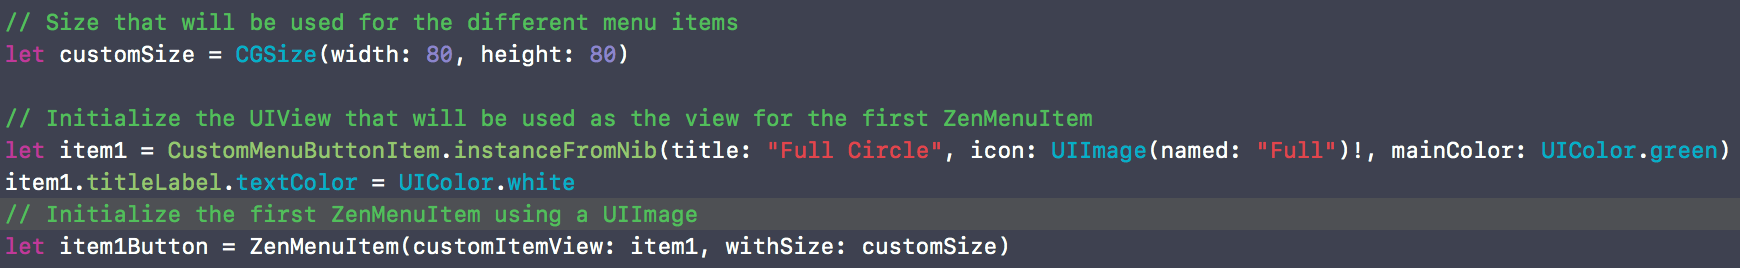 // Size that will be used for the different menu items
let customSize = CGSize(width: 80, height: 80)
// Initialize the UIView that will be used as the view for the first ZenMenuItem
let item1 = CustomMenuButtonItem.instanceFromNib(title: "Full Circle", icon: UIImage(named: "Full")!, mainColor: UIColor.green)
item1.titleLabel.textColor = UIColor.white
// Initialize the first ZenMenuItem using a UIImage
let item1Button = ZenMenuItem(customItemView: item1, withSize: customSize)